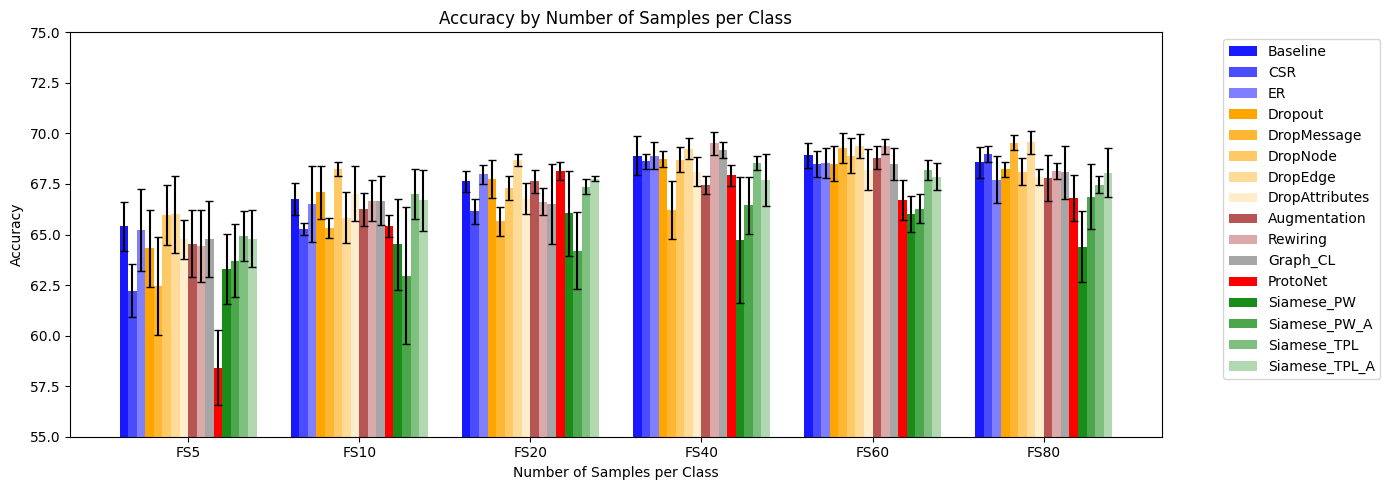 Accuracy by Number of Samples per Class
Accuracy
75.0
72.5
70.0
67.5
65.0
62.5
60.0
57.5
55.0
FS5
FS10
FS20
FS40
FS60
FS80
Number of Samples per Class
Baseline
CSR
ER
Dropout
DropMessage
DropNode
DropEdge
DropAttributes
Augmentation
Rewiring
Graph_CL
ProtoNet
Siamese_PW
Siamese_PW_A
Siamese_TPL
Siamese_TPL_A